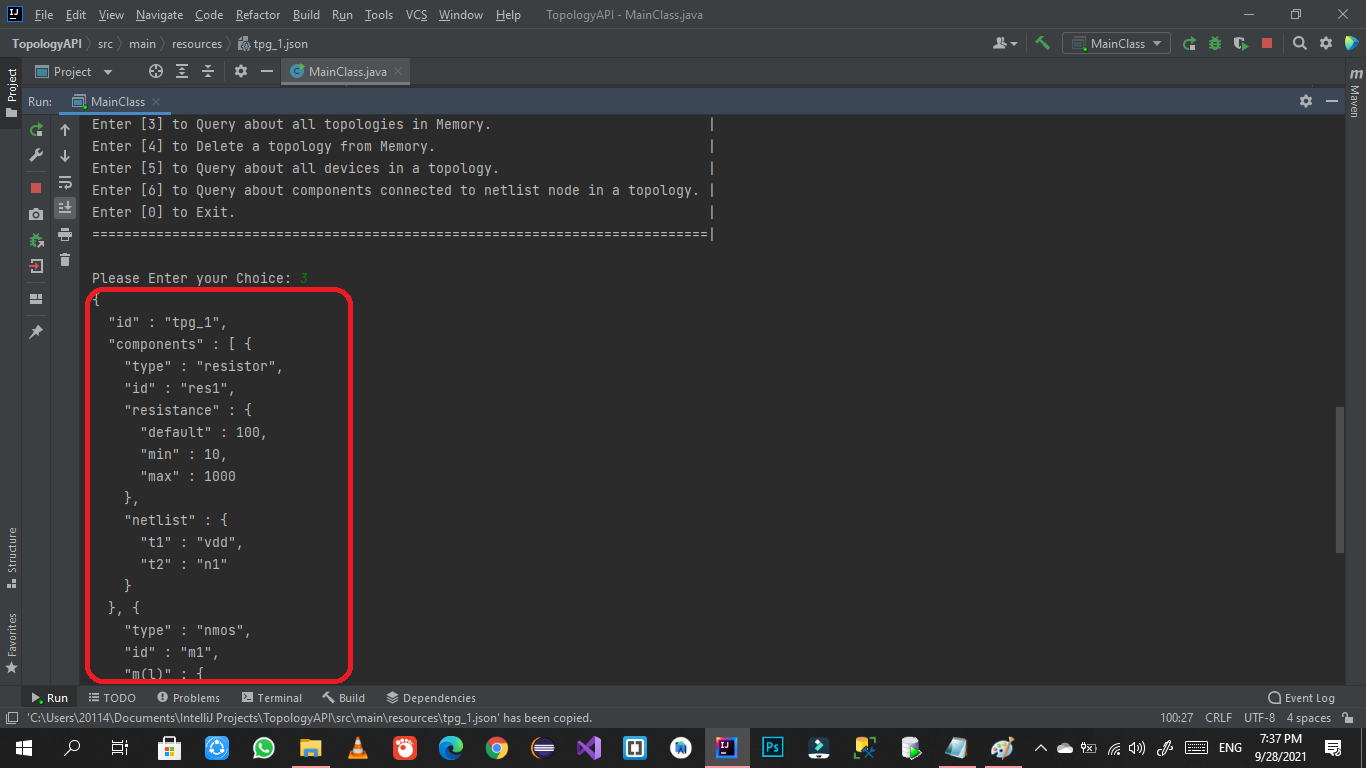 File Edit View Navigate Code Refactor Build Run Tools VCS Window Help TopologyAPI - MainClass.java
TopologyAPI src main resources tpg_1.json MainClass
Project MainClass.java
Project
Maven
Run: MainClass
Enter [3] to Query about all topologies in Memory. |
Enter [4] to Delete a topology from Memory. |
Enter [5] to Query about all devices in a topology. |
Enter [6] to Query about components connected to netlist node in a topology. |
Enter [0] to Exit. |
=============================================================================|
Please Enter your Choice: 3
{
"id" : "tpg_1",
"components" : [ {
"type" : "resistor",
"id" : "res1",
"resistance" : {
"default" : 100,
"min" : 10,
"max" : 1000
},
"netlist" : {
"t1" : "vdd",
"t2" : "n1"
}
}, {
"type" : "nmos",
"id" : "m1",
"m(l)" : {
Structure
Favorites
Run TODO Problems Terminal Build Dependencies Event Log
'C:\Users\20114\Documents\IntelliJ Projects\TopologyAPI\src\main\resources\tpg_1.json' has been copied. 100:27 CRLF UTF-8 4 spaces
ENG 7:37 PM
9/28/2021